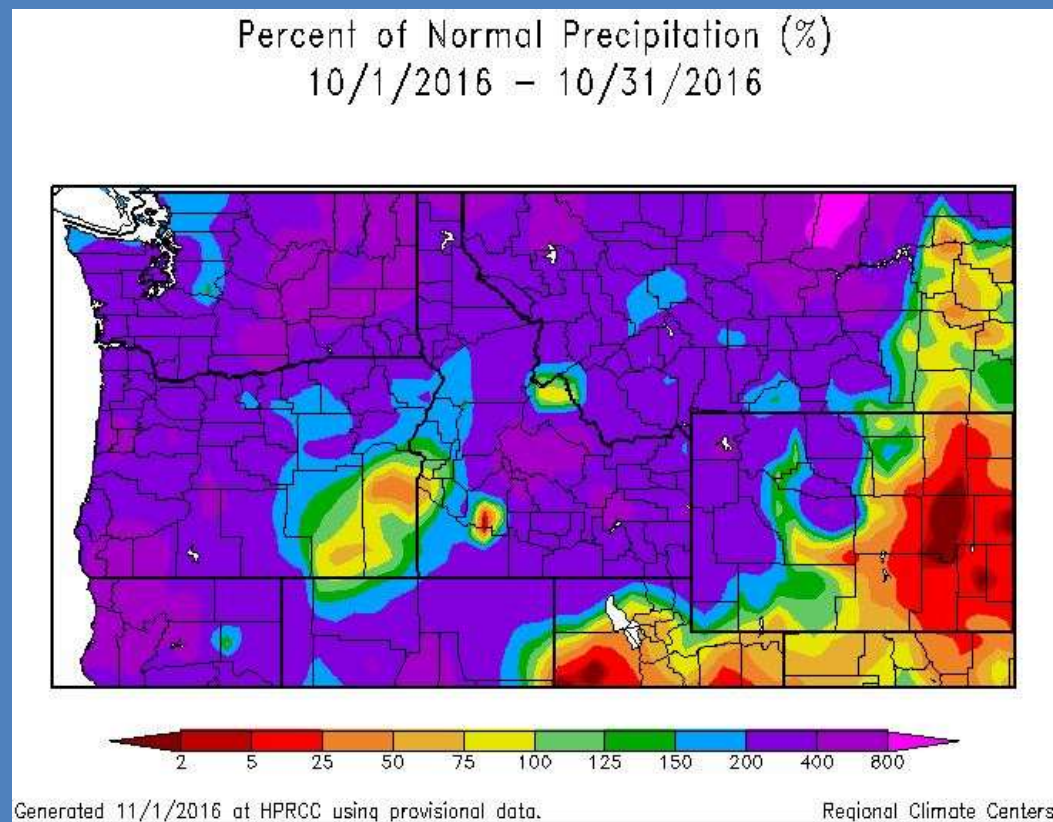 Percent of Normal Precipitation (%)
10/1/2016 – 10/31/2016
2 5 25 50 75 100 125 150 200 400 800
Generated 11/1/2016 at HPRCC using provisional data. Regional Climate Centers